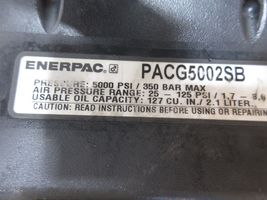 ENERPAC PACG5002SB
PRESSURE: 5000 PSI / 350 BAR MAX
AIR PRESSURE RANGE: 25 - 125 PSI / 1.7 -
USABLE OIL CAPACITY: 127 CU. IN./ 2.1 LITER
CAUTION: READ INSTRUCTIONS BEFORE USING OR REPAIRING